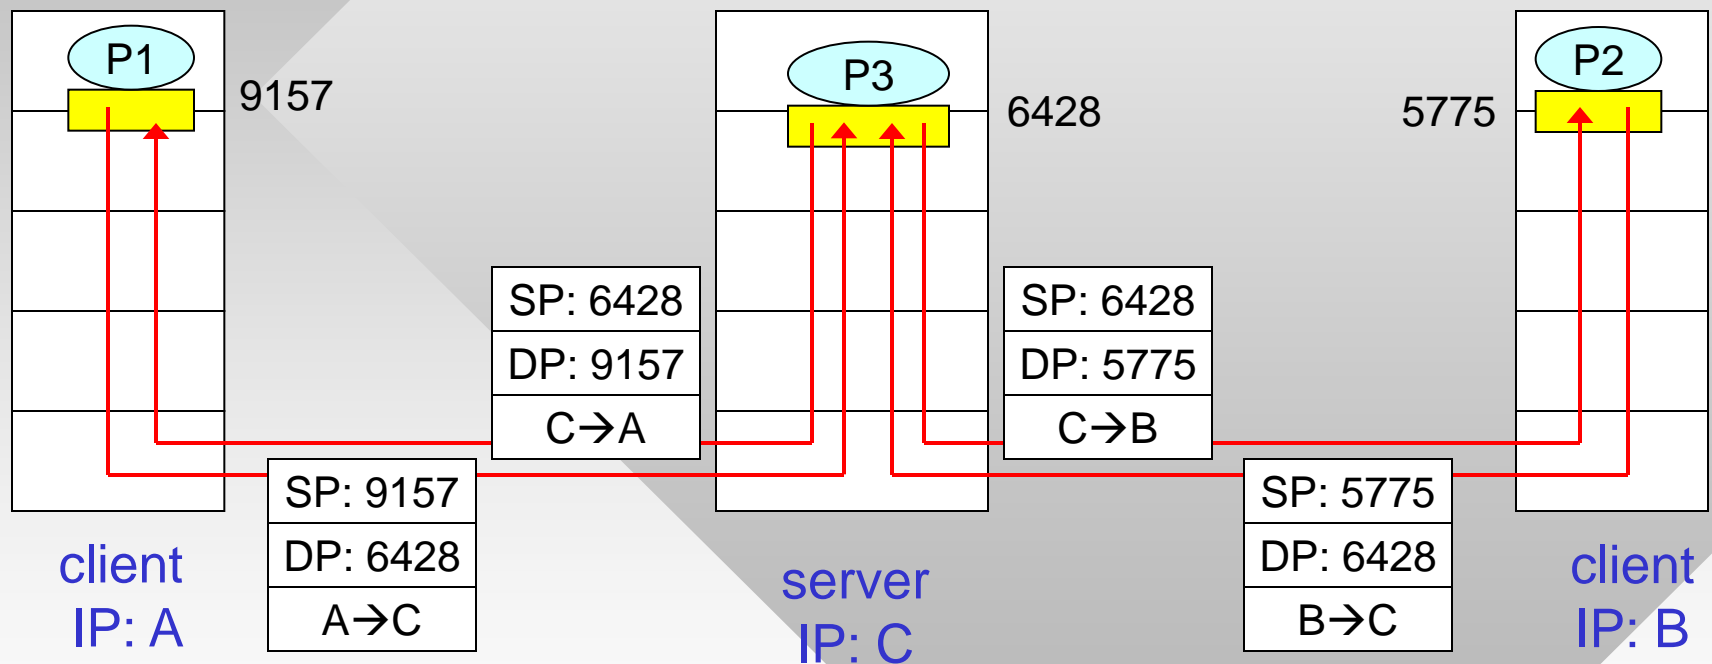 P1
9157
P3
6428
5775
P2
SP: 6428
DP: 9157
C→A
SP: 6428
DP: 5775
C→B
SP: 9157
DP: 6428
A→C
SP: 5775
DP: 6428
B→C
client
IP: A
server
IP: C
client
IP: B